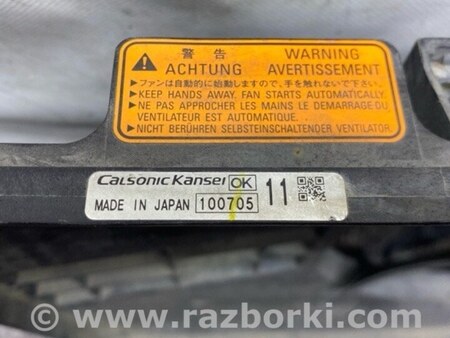 警告 WARNING
ACHTUNG AVERTISSEMENT
▶ファンは自動的に始動しますので、手を触れないで下さい。
▶KEEP HANDS AWAY, FAN STARTS AUTOMATICALLY.
▶NE PAS APPROCHER LES MAINS LE DEMARRAGE DU
VENTILATEUR EST AUTOMATIQUE.
▶NICHT BERÜHREN SELBSTEINSCHALTENDER VENTILATOR.
CalsonicKansei OK 11
MADE IN JAPAN 100705
© www.razborki.com